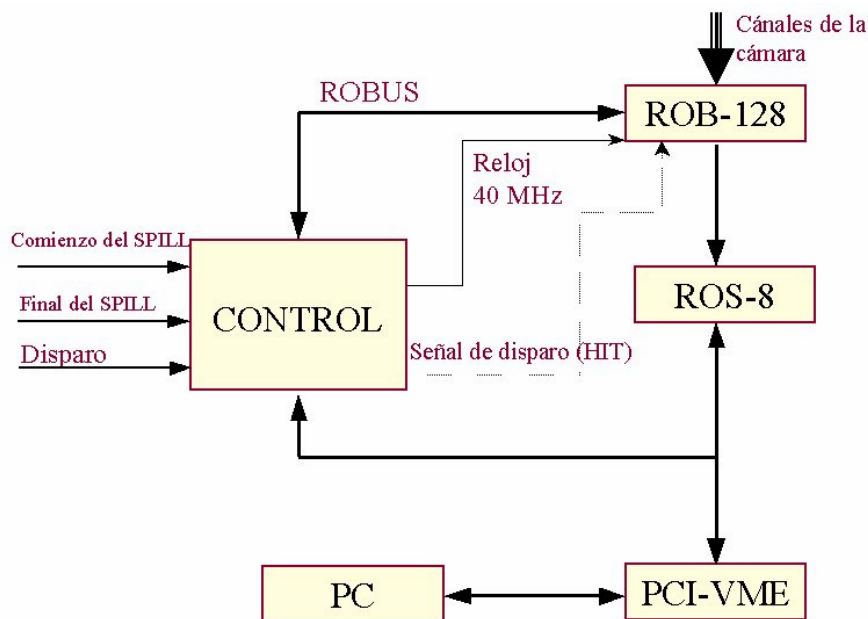 Cánales de la
cámara
ROBUS
ROB-128
Reloj
40 MHz
Comienzo del SPILL
Final del SPILL
Disparo
CONTROL
ROS-8
Señal de disparo (HIT)
PC
PCI-VME